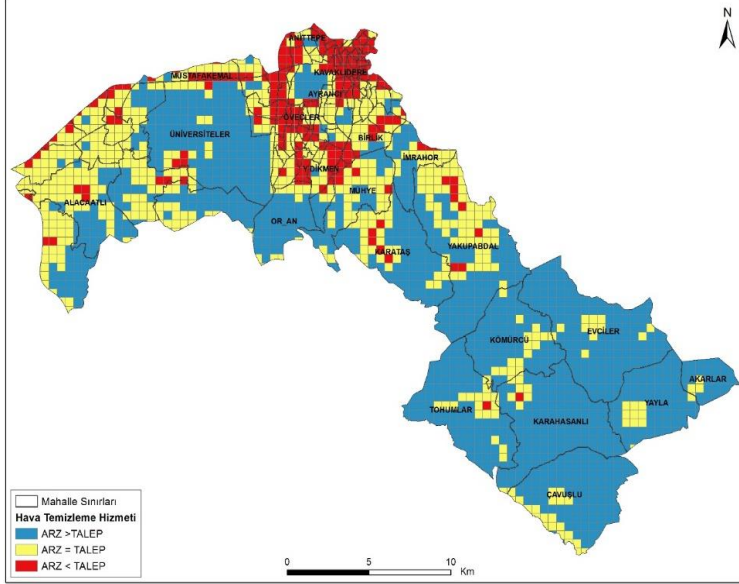 N
ANITTEPE
MUSTAFAKEMAL
KAVAKLIDERE
AYRANCI
ÖVEÇLER
ÜNİVERSİTELER
BİRLİK
İMRAHOR
Y.DİKMEN
MÜHYE
ALACAATLI
OR_AN
KARATAŞ
YAKUPABDAL
KÖMÜRCÜ
EVCİLER
AKARLAR
TOHUMLAR
YAYLA
KARAHASANLI
ÇAVUŞLU
Mahalle Sınırları
Hava Temizleme Hizmeti
ARZ >TALEP
ARZ = TALEP
ARZ < TALEP
0 5 10
Km